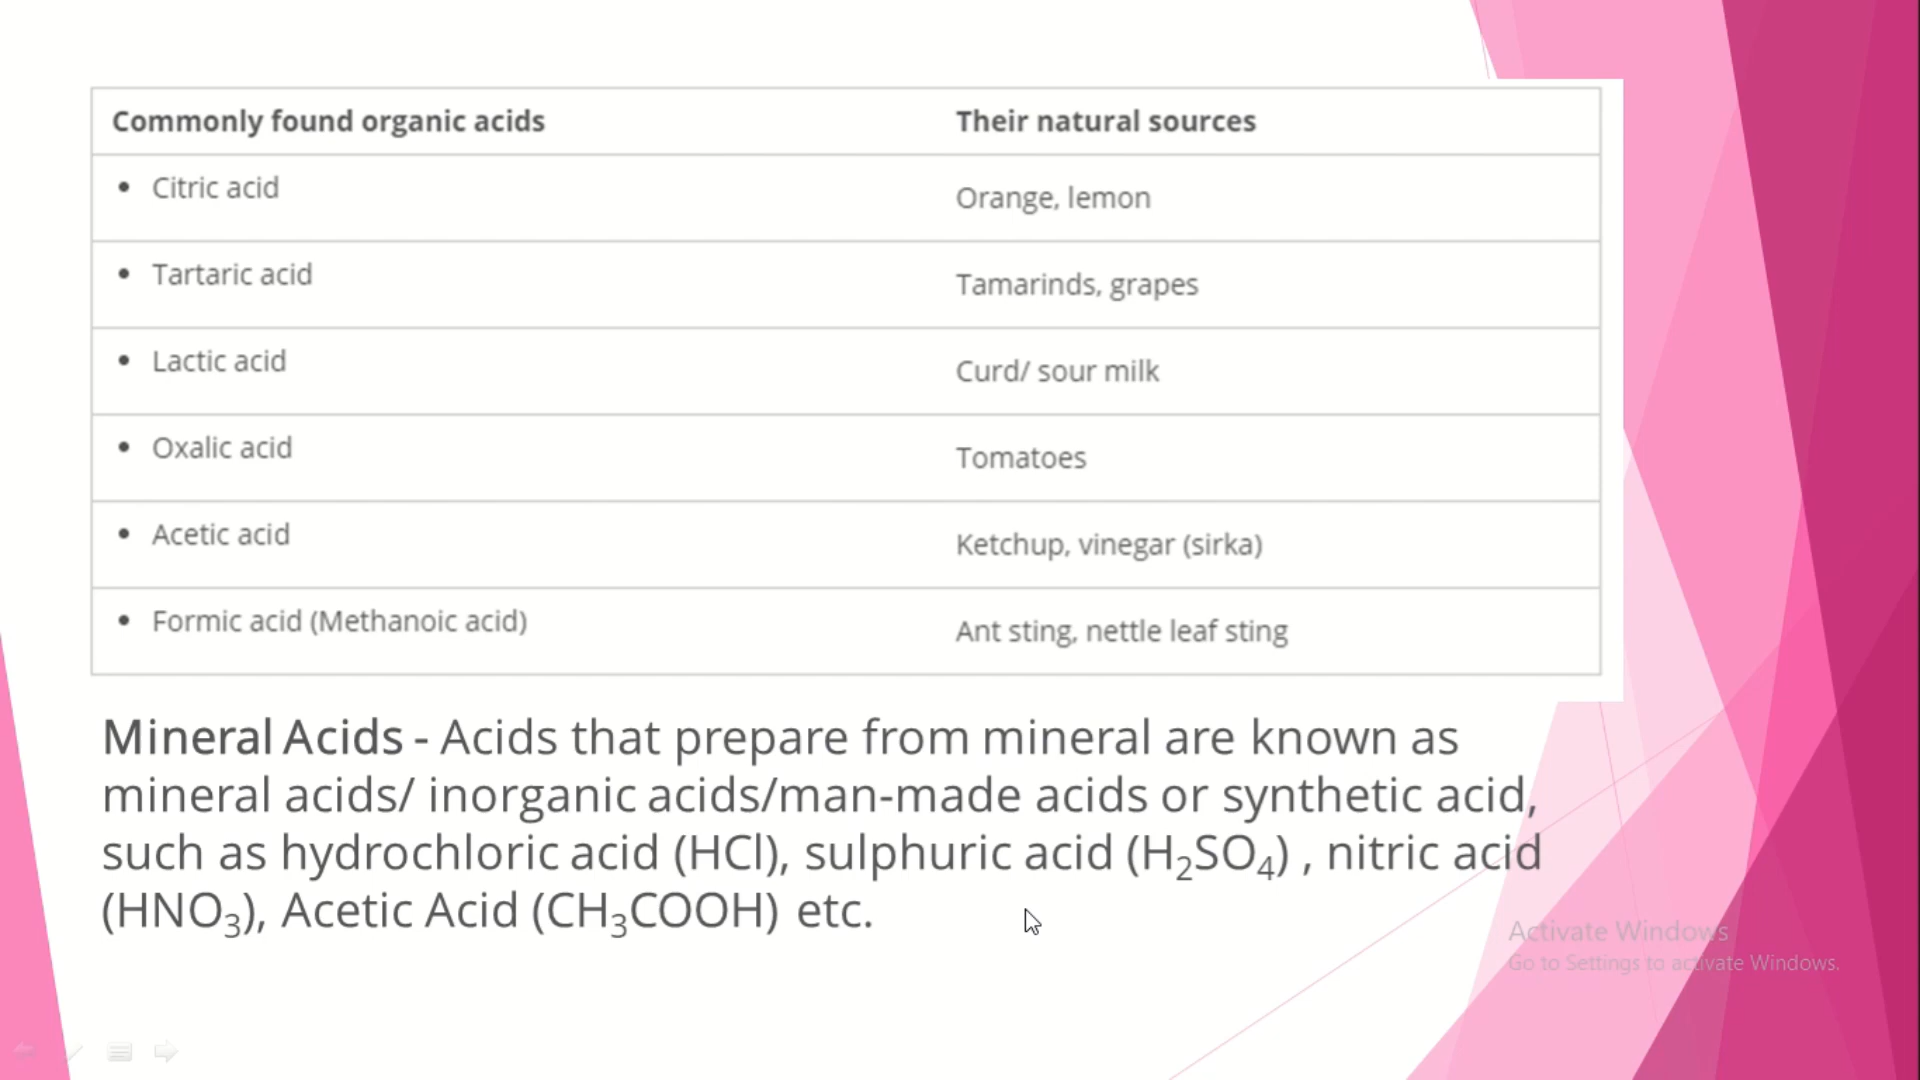 Commonly found organic acids Their natural sources
• Citric acid Orange, lemon
• Tartaric acid Tamarinds, grapes
• Lactic acid Curd/ sour milk
• Oxalic acid Tomatoes
• Acetic acid Ketchup, vinegar (sirka)
• Formic acid (Methanoic acid) Ant sting, nettle leaf sting
Mineral Acids - Acids that prepare from mineral are known as
mineral acids/ inorganic acids/man-made acids or synthetic acid,
such as hydrochloric acid (HCl), sulphuric acid (H₂SO₄) , nitric acid
(HNO₃), Acetic Acid (CH₃COOH) etc.
Activate Windows
Go to Settings to activate Windows.